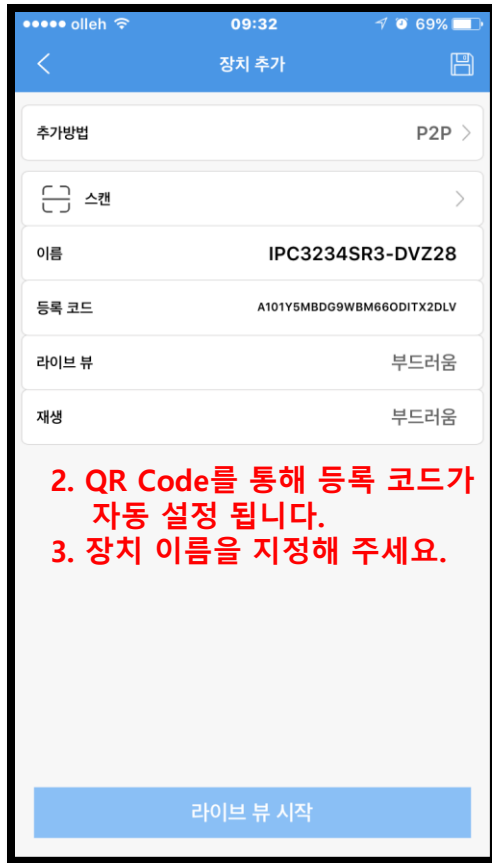 olleh 09:32 69%
장치 추가
추가방법 P2P
스캔
이름 IPC3234SR3-DVZ28
등록 코드 A101Y5MBDG9WBM66ODITX2DLV
라이브 뷰 부드러움
재생 부드러움
2. QR Code를 통해 등록 코드가
자동 설정 됩니다.
3. 장치 이름을 지정해 주세요.
라이브 뷰 시작